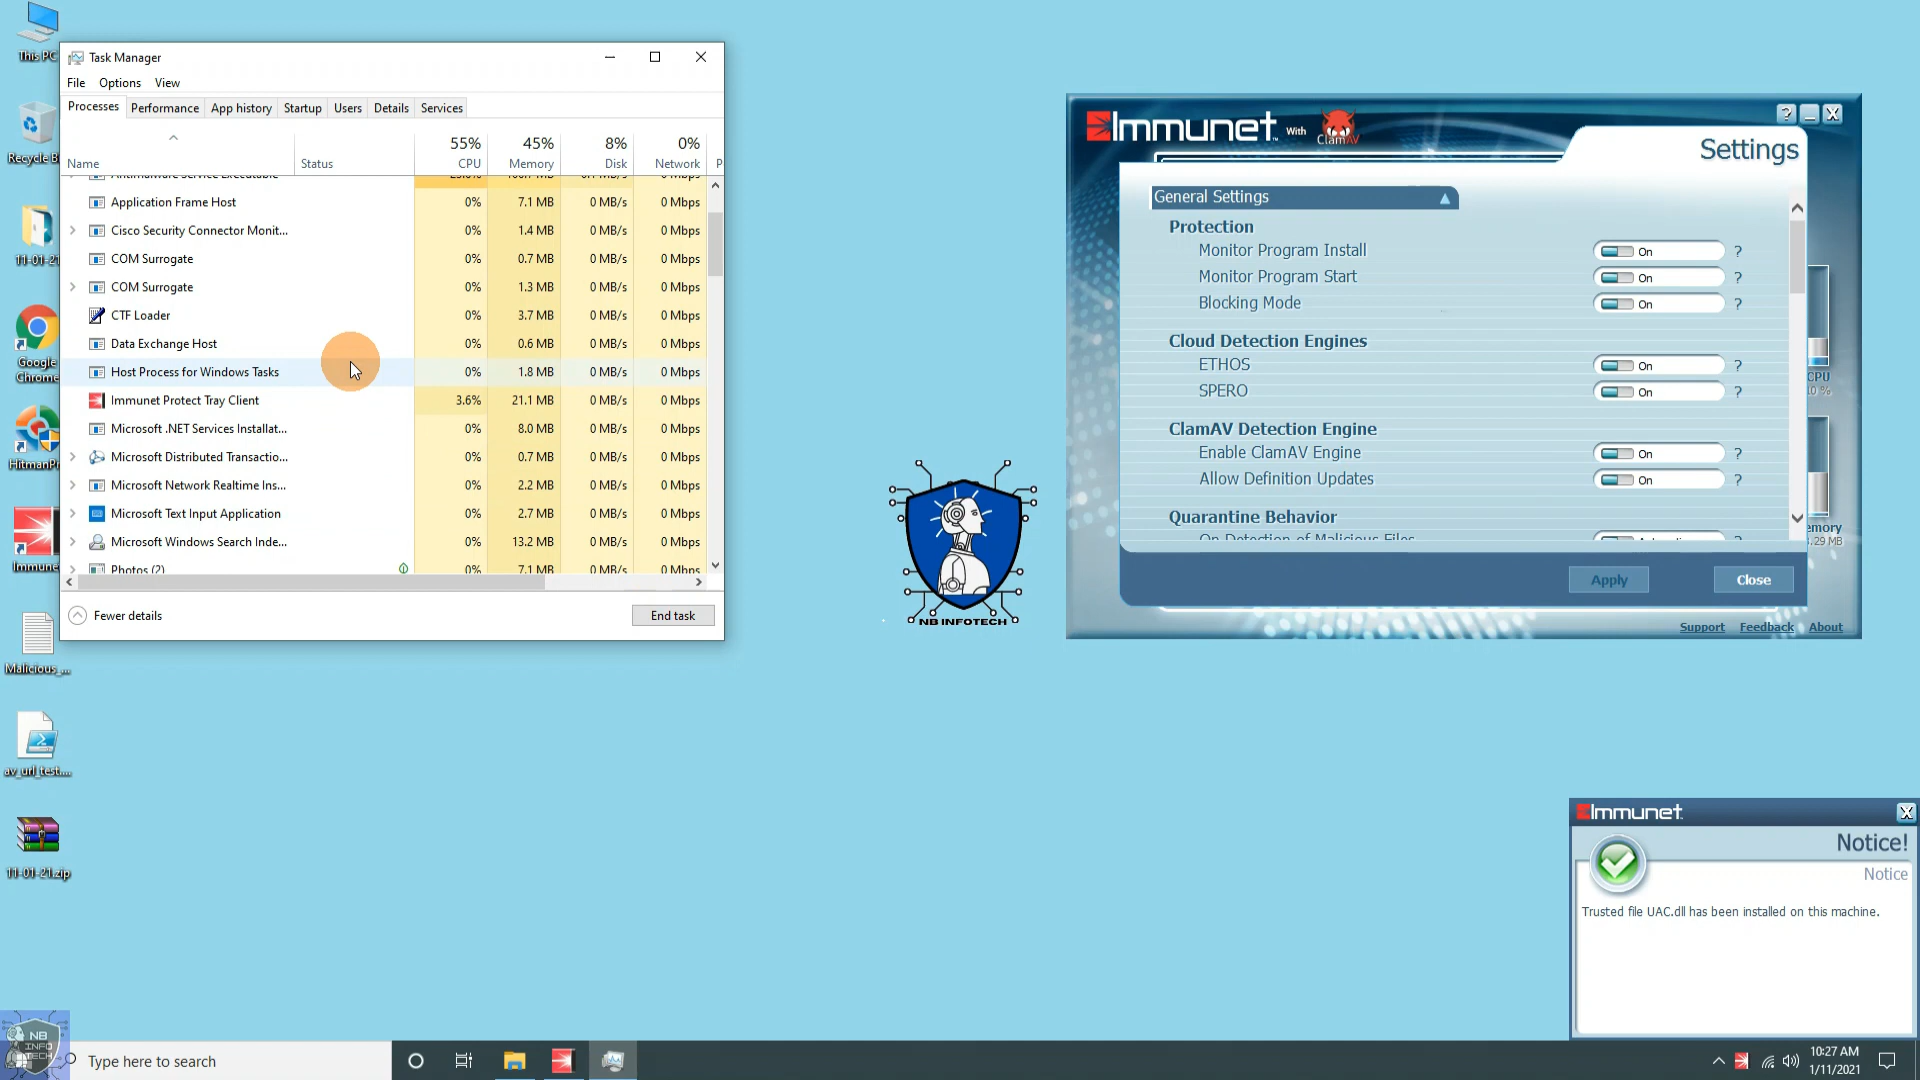 This PC
Recycle B
11-01-21
Google
Chrome
HitmanP
Immune
Malicious_...
av_url_test....
11-01-21.zip
Task Manager
File Options View
Processes Performance App history Startup Users Details Services
55% 45% 8% 0%
Name Status CPU Memory Disk Network P
Antimalware Service Executable
Application Frame Host 0% 7.1 MB 0 MB/s 0 Mbps
Cisco Security Connector Monit... 0% 1.4 MB 0 MB/s 0 Mbps
COM Surrogate 0% 0.7 MB 0 MB/s 0 Mbps
COM Surrogate 0% 1.3 MB 0 MB/s 0 Mbps
CTF Loader 0% 3.7 MB 0 MB/s 0 Mbps
Data Exchange Host 0% 0.6 MB 0 MB/s 0 Mbps
Host Process for Windows Tasks 0% 1.8 MB 0 MB/s 0 Mbps
Immunet Protect Tray Client 3.6% 21.1 MB 0 MB/s 0 Mbps
Microsoft .NET Services Installat... 0% 8.0 MB 0 MB/s 0 Mbps
Microsoft Distributed Transactio... 0% 0.7 MB 0 MB/s 0 Mbps
Microsoft Network Realtime Ins... 0% 2.2 MB 0 MB/s 0 Mbps
Microsoft Text Input Application 0% 2.7 MB 0 MB/s 0 Mbps
Microsoft Windows Search Inde... 0% 13.2 MB 0 MB/s 0 Mbps
Photos (2) 0% 7.1 MB 0 MB/s 0 Mbps
Fewer details End task
NB INFOTECH
Immunet™ With ClamAV
? _ X
Settings
General Settings
Protection
Monitor Program Install On ?
Monitor Program Start On ?
Blocking Mode On ?
Cloud Detection Engines
ETHOS On ?
SPERO On ?
ClamAV Detection Engine
Enable ClamAV Engine On ?
Allow Definition Updates On ?
Quarantine Behavior
On Detection of Malicious Files
CPU
emory
.29 MB
Apply Close
Support Feedback About
Immunet™ X
Notice!
Notice
Trusted file UAC.dll has been installed on this machine.
NB
INFO
TECH
Type here to search
10:27 AM
1/11/2021